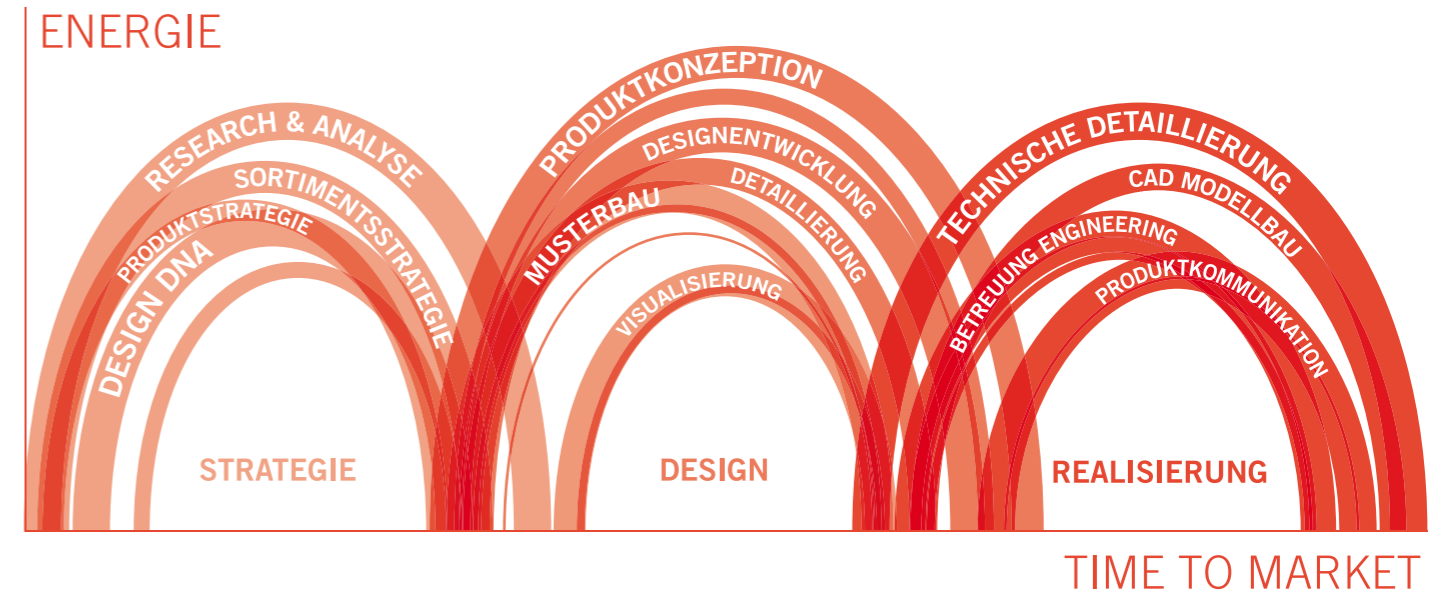 ENERGIE
RESEARCH & ANALYSE
SORTIMENTSSTRATEGIE
PRODUKTSTRATEGIE
DESIGN DNA
STRATEGIE
PRODUKTKONZEPTION
DESIGNENTWICKLUNG
DETAILLIERUNG
MUSTERBAU
VISUALISIERUNG
DESIGN
TECHNISCHE DETAILLIERUNG
CAD MODELLBAU
BETREUUNG ENGINEERING
PRODUKTKOMMUNIKATION
REALISIERUNG
TIME TO MARKET